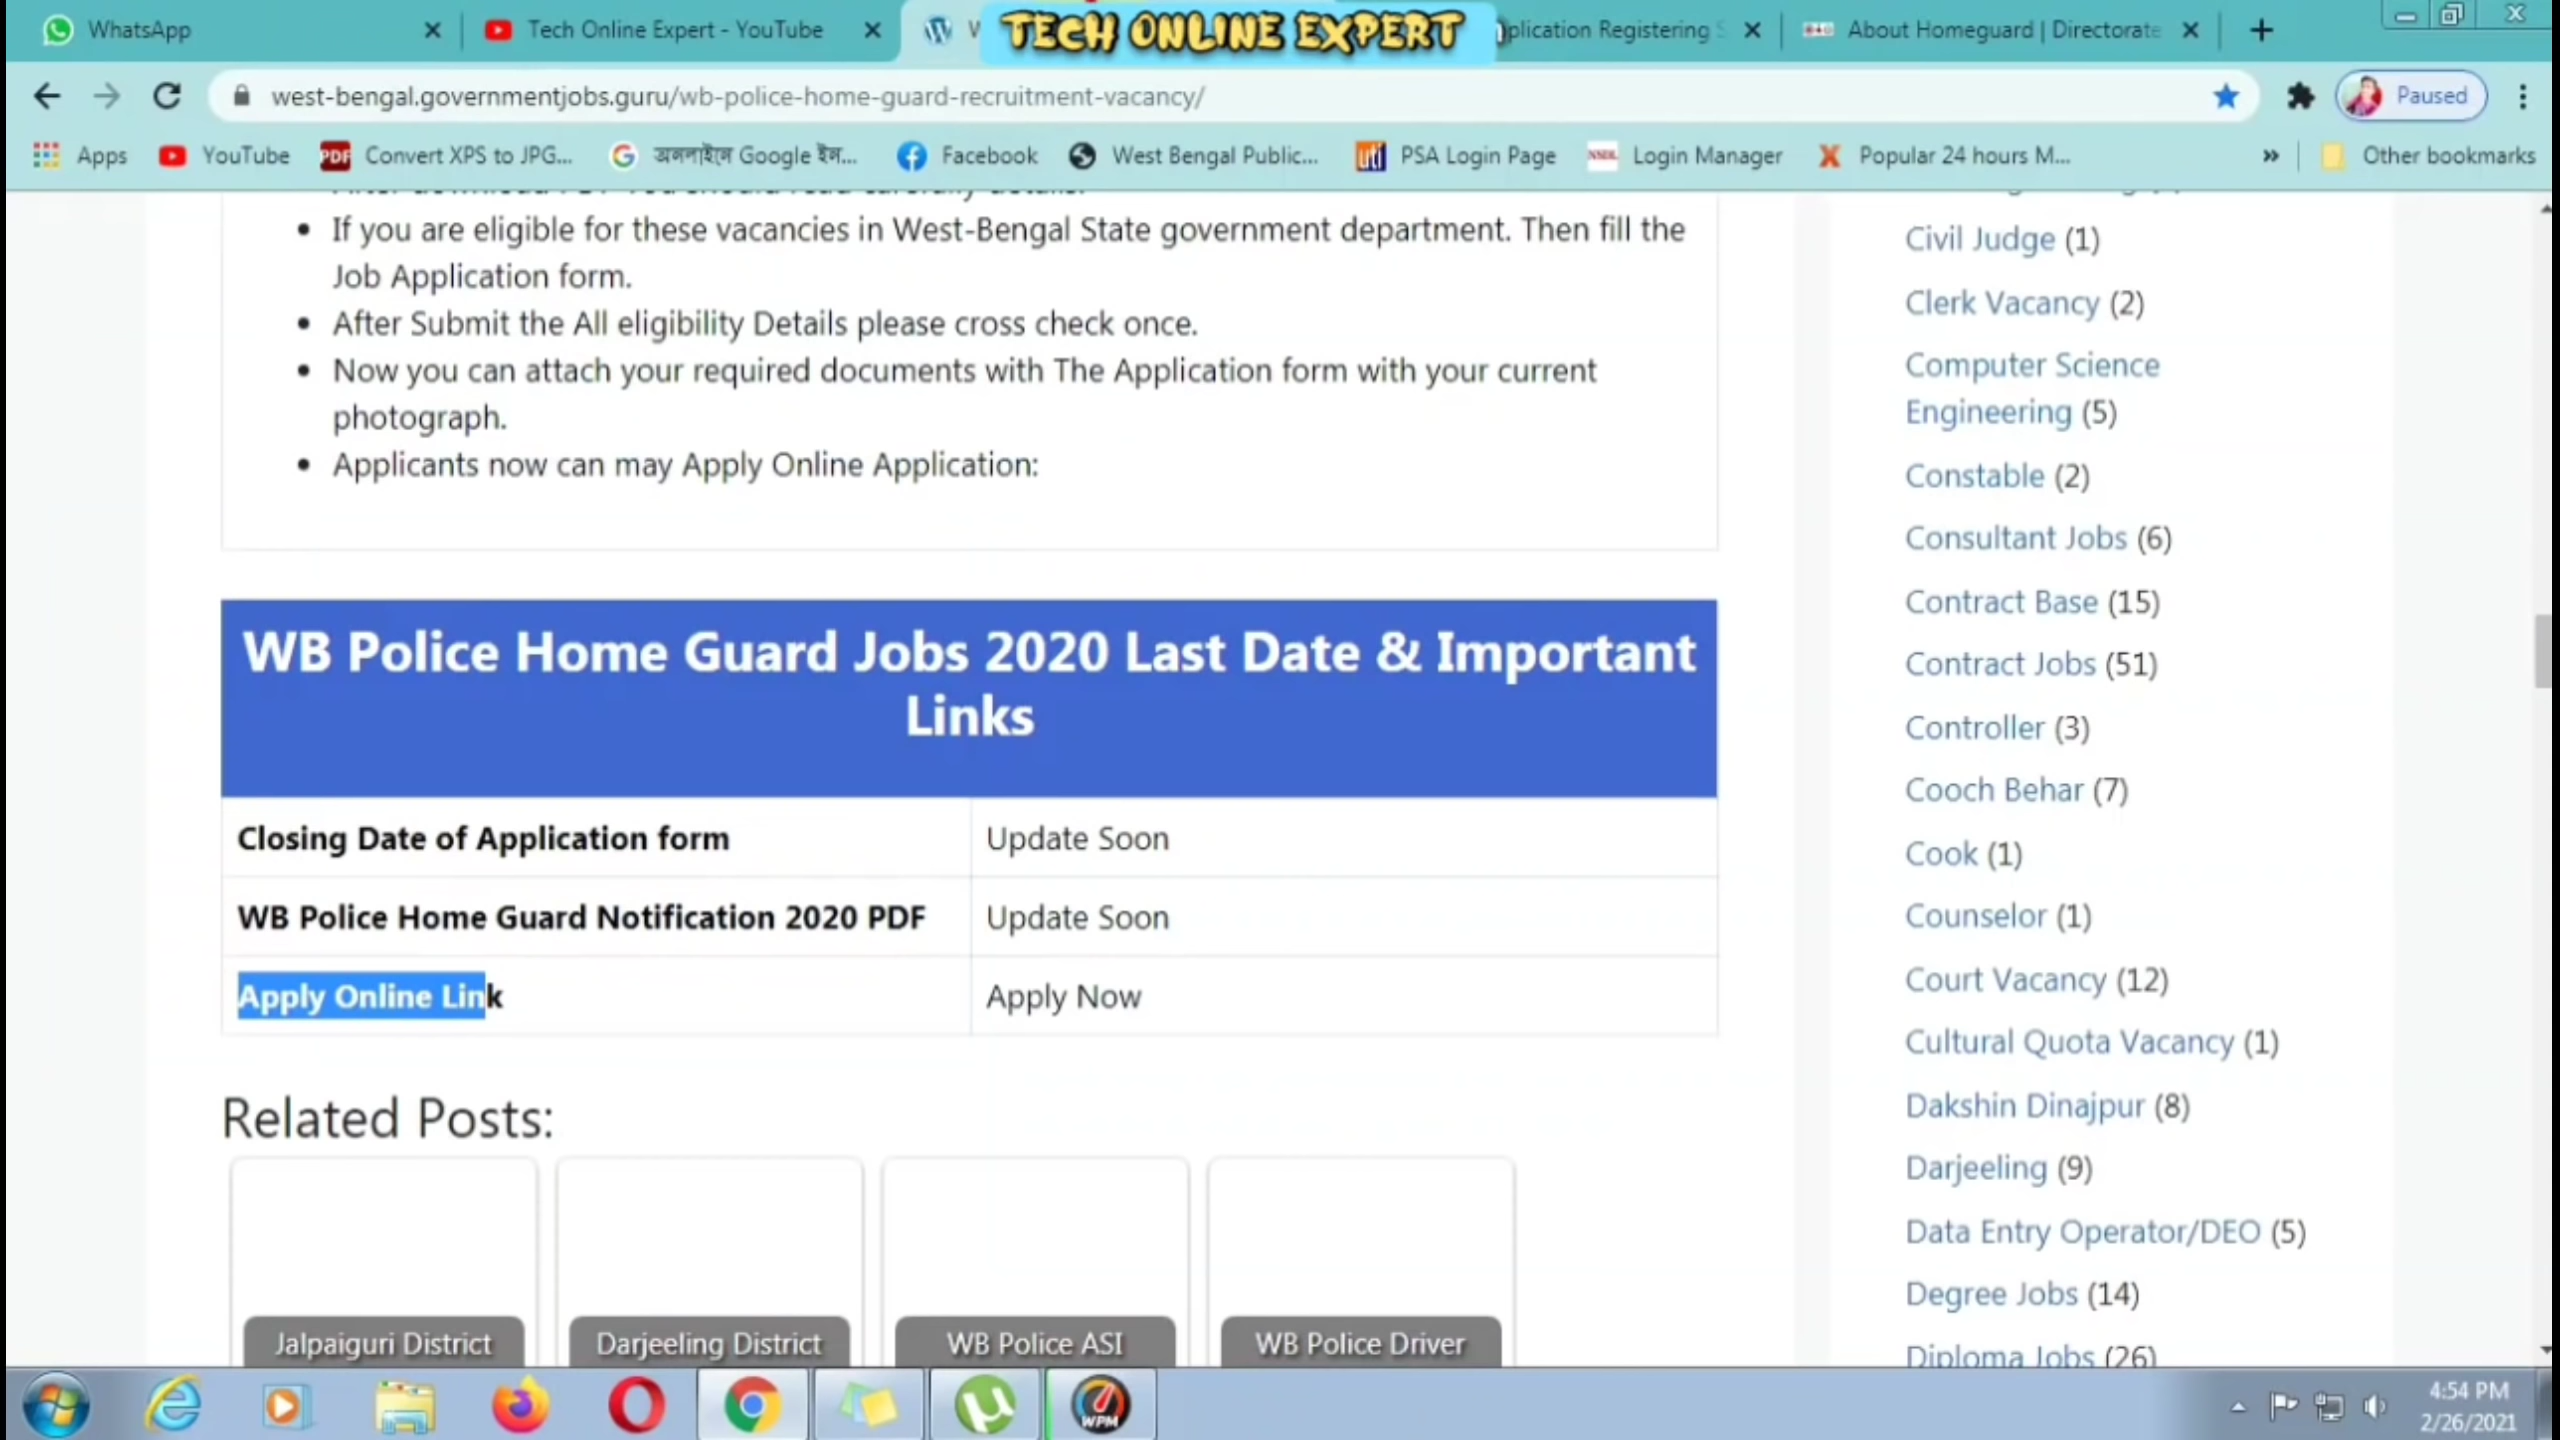 WhatsApp
Tech Online Expert - YouTube
TECH ONLINE EXPERT
plication Registering S
About Homeguard | Directorate
west-bengal.governmentjobs.guru/wb-police-home-guard-recruitment-vacancy/
Paused
Apps
YouTube
PDF
Convert XPS to JPG...
অনলাইনে Google ইন...
Facebook
West Bengal Public...
uti
PSA Login Page
NSDL
Login Manager
Popular 24 hours M...
»
Other bookmarks
If you are eligible for these vacancies in West-Bengal State government department. Then fill the
Job Application form.
After Submit the All eligibility Details please cross check once.
Now you can attach your required documents with The Application form with your current
photograph.
Applicants now can may Apply Online Application:
WB Police Home Guard Jobs 2020 Last Date & Important
Links
Closing Date of Application form Update Soon
WB Police Home Guard Notification 2020 PDF Update Soon
Apply Online Link Apply Now
Related Posts:
Jalpaiguri District
Darjeeling District
WB Police ASI
WB Police Driver
Civil Judge (1)
Clerk Vacancy (2)
Computer Science
Engineering (5)
Constable (2)
Consultant Jobs (6)
Contract Base (15)
Contract Jobs (51)
Controller (3)
Cooch Behar (7)
Cook (1)
Counselor (1)
Court Vacancy (12)
Cultural Quota Vacancy (1)
Dakshin Dinajpur (8)
Darjeeling (9)
Data Entry Operator/DEO (5)
Degree Jobs (14)
Diploma Jobs (26)
WPM
4:54 PM
2/26/2021